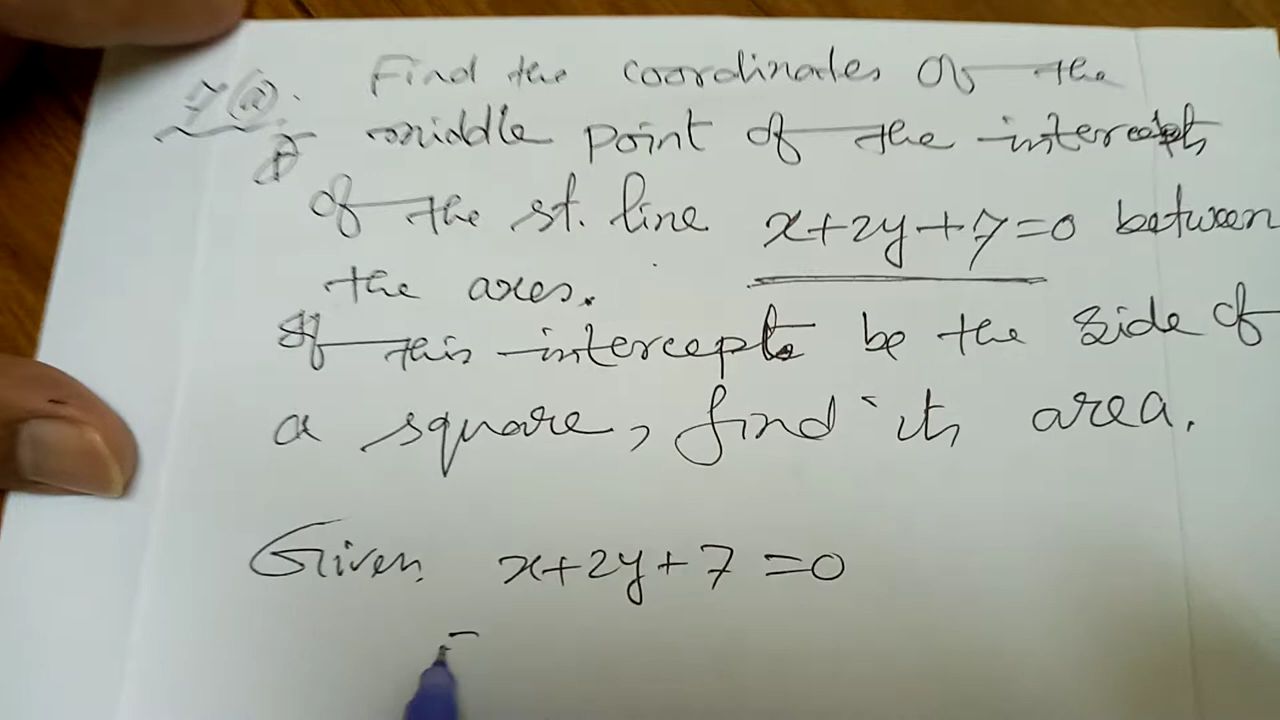 7(a). Find the coordinates of the
middle point of the intercepts
of the st. line x+2y+7=0 between
the axes.
If this intercept be the side of
a square, find its area.
Given x+2y+7=0